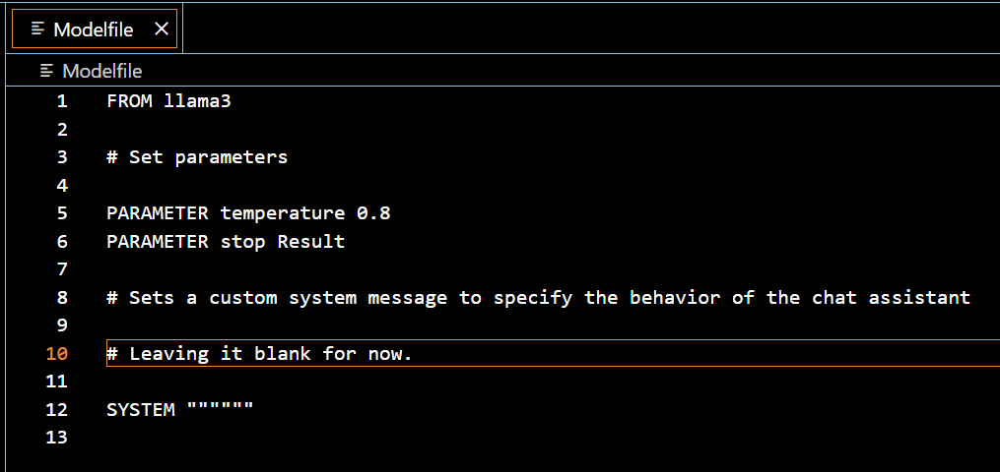 Modelfile
Modelfile
1 FROM llama3
2
3 # Set parameters
4
5 PARAMETER temperature 0.8
6 PARAMETER stop Result
7
8 # Sets a custom system message to specify the behavior of the chat assistant
9
10 # Leaving it blank for now.
11
12 SYSTEM """"""
13